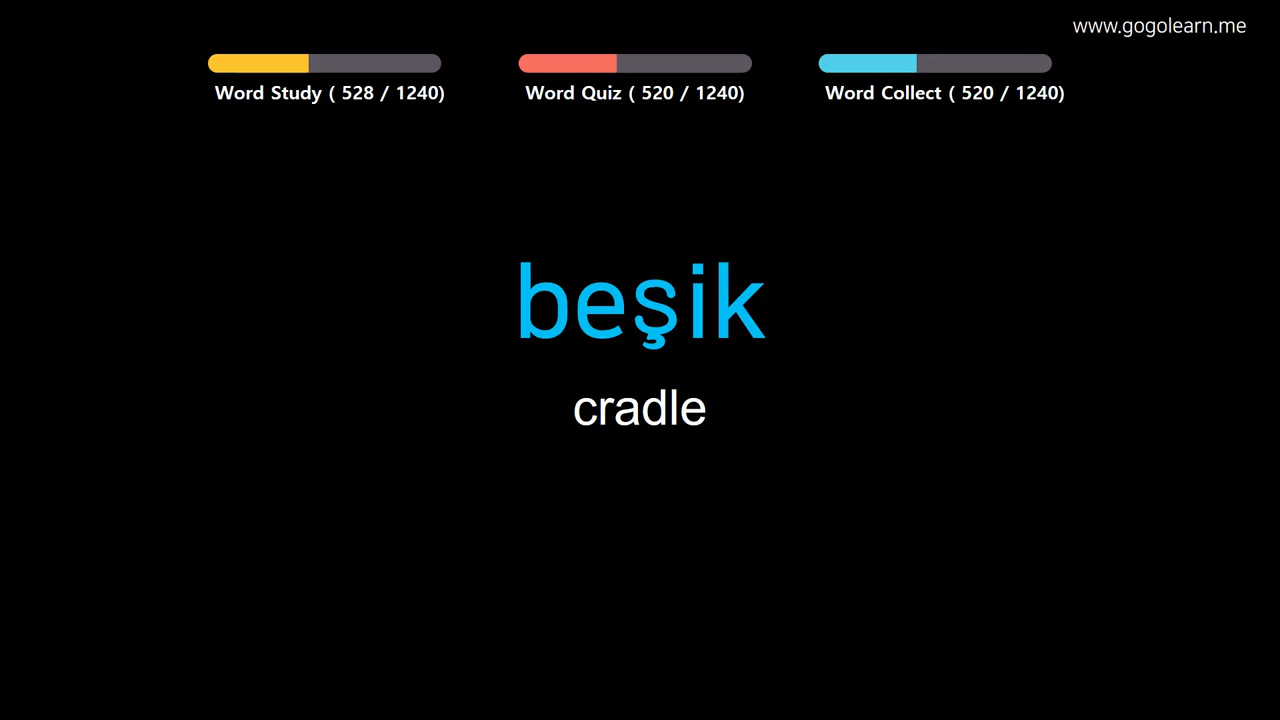 www.gogolearn.me
Word Study ( 528 / 1240)
Word Quiz ( 520 / 1240)
Word Collect ( 520 / 1240)
beşik
cradle